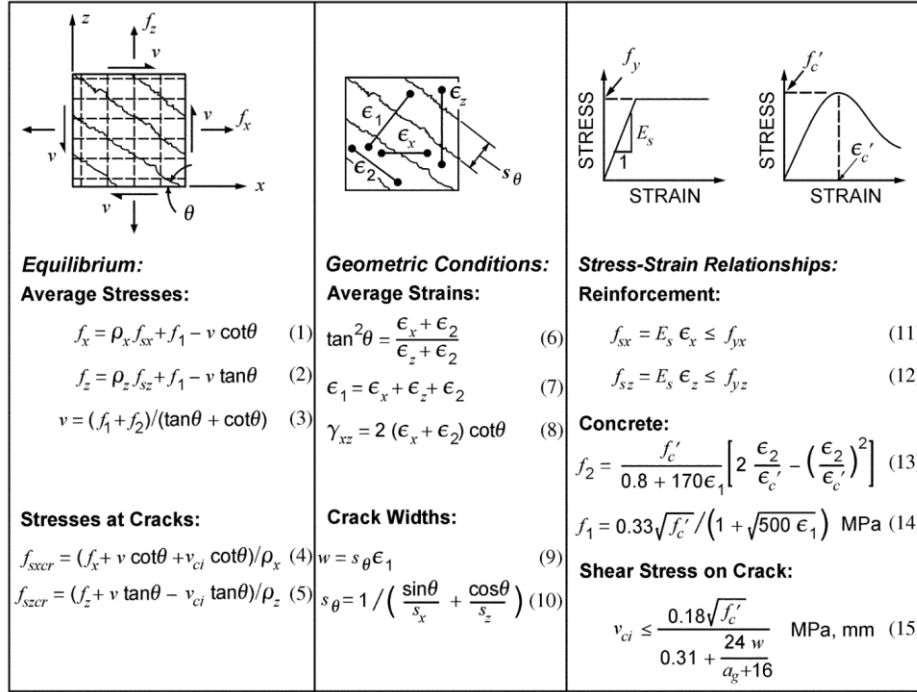 z
f_z
v
v
v
f_x
v
x
θ
ϵ_1
ϵ_z
ϵ_x
ϵ_2
s_θ
f_y
STRESS
E_s
1
STRAIN
f_c′
STRESS
ϵ_c′
STRAIN
Equilibrium:
Average Stresses:
f_x = ρ_x f_sx + f_1 − v cotθ (1)
f_z = ρ_z f_sz + f_1 − v tanθ (2)
v = (f_1 + f_2)/(tanθ + cotθ) (3)
Stresses at Cracks:
f_sxcr = (f_x + v cotθ + v_ci cotθ)/ρ_x (4)
f_szcr = (f_z + v tanθ − v_ci tanθ)/ρ_z (5)
Geometric Conditions:
Average Strains:
tan²θ = (ϵ_x + ϵ_2)/(ϵ_z + ϵ_2) (6)
ϵ_1 = ϵ_x + ϵ_z + ϵ_2 (7)
γ_xz = 2 (ϵ_x + ϵ_2) cotθ (8)
Crack Widths:
w = s_θ ϵ_1 (9)
s_θ = 1 / ( sinθ/s_x + cosθ/s_z ) (10)
Stress-Strain Relationships:
Reinforcement:
f_sx = E_s ϵ_x ≤ f_yx (11)
f_sz = E_s ϵ_z ≤ f_yz (12)
Concrete:
f_2 = f_c′/(0.8 + 170ϵ_1) [2 ϵ_2/ϵ_c′ − (ϵ_2/ϵ_c′)²] (13)
f_1 = 0.33√f_c′ / (1 + √500 ϵ_1) MPa (14)
Shear Stress on Crack:
v_ci ≤ 0.18√f_c′ / (0.31 + 24 w/(a_g+16)) MPa, mm (15)